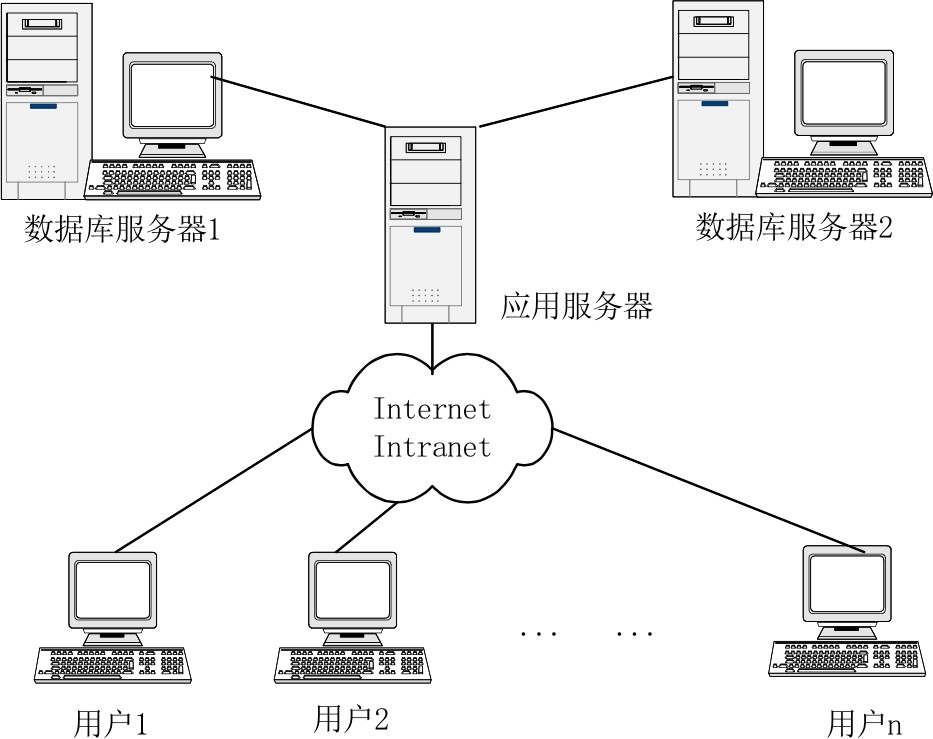 数据库服务器1
数据库服务器2
应用服务器
Internet
Intranet
... ...
用户1
用户2
用户n